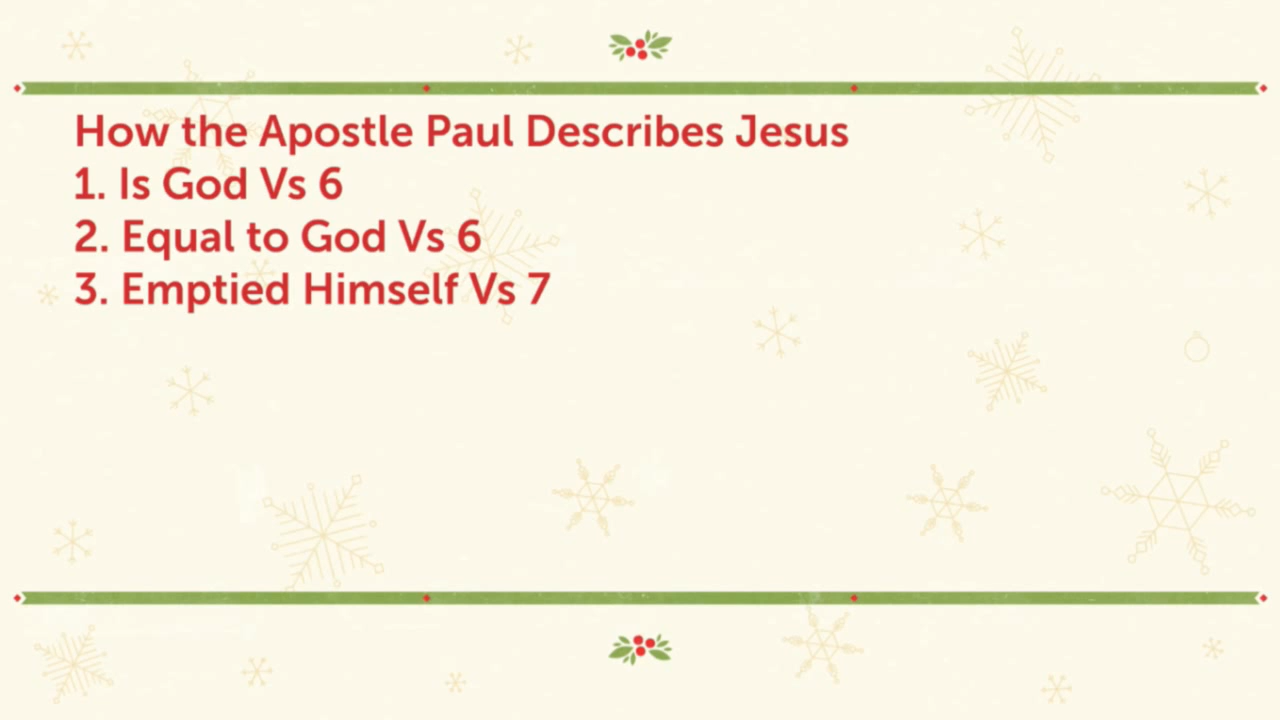 How the Apostle Paul Describes Jesus
1. Is God Vs 6
2. Equal to God Vs 6
3. Emptied Himself Vs 7